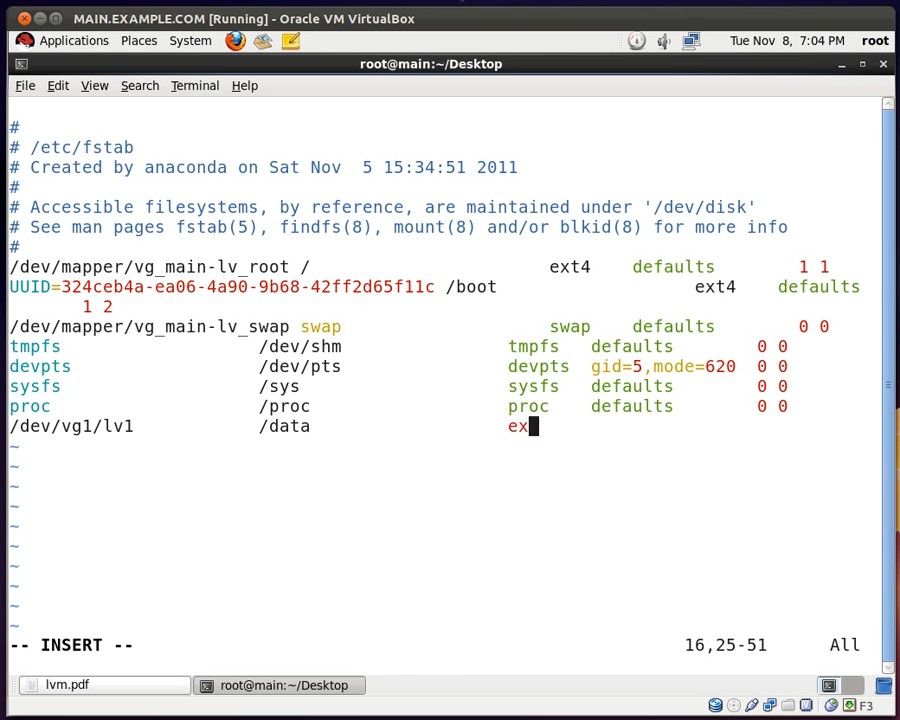 MAIN.EXAMPLE.COM [Running] - Oracle VM VirtualBox
Applications Places System Tue Nov 8, 7:04 PM root
root@main:~/Desktop
File Edit View Search Terminal Help
#
# /etc/fstab
# Created by anaconda on Sat Nov  5 15:34:51 2011
#
# Accessible filesystems, by reference, are maintained under '/dev/disk'
# See man pages fstab(5), findfs(8), mount(8) and/or blkid(8) for more info
#
/dev/mapper/vg_main-lv_root / ext4 defaults 1 1
UUID=324ceb4a-ea06-4a90-9b68-42ff2d65f11c /boot ext4 defaults
1 2
/dev/mapper/vg_main-lv_swap swap swap defaults 0 0
tmpfs /dev/shm tmpfs defaults 0 0
devpts /dev/pts devpts gid=5,mode=620 0 0
sysfs /sys sysfs defaults 0 0
proc /proc proc defaults 0 0
/dev/vg1/lv1 /data ex
~
~
~
~
~
~
~
~
~
~
-- INSERT -- 16,25-51 All
lvm.pdf root@main:~/Desktop
F3